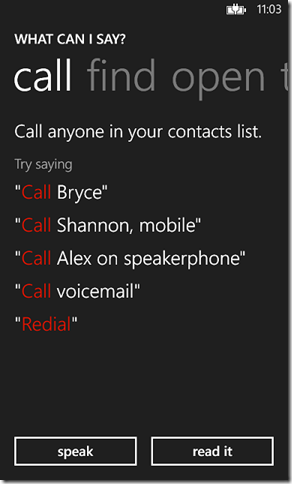 11:03
WHAT CAN I SAY?
call find open
Call anyone in your contacts list.
Try saying
"Call Bryce"
"Call Shannon, mobile"
"Call Alex on speakerphone"
"Call voicemail"
"Redial"
speak read it